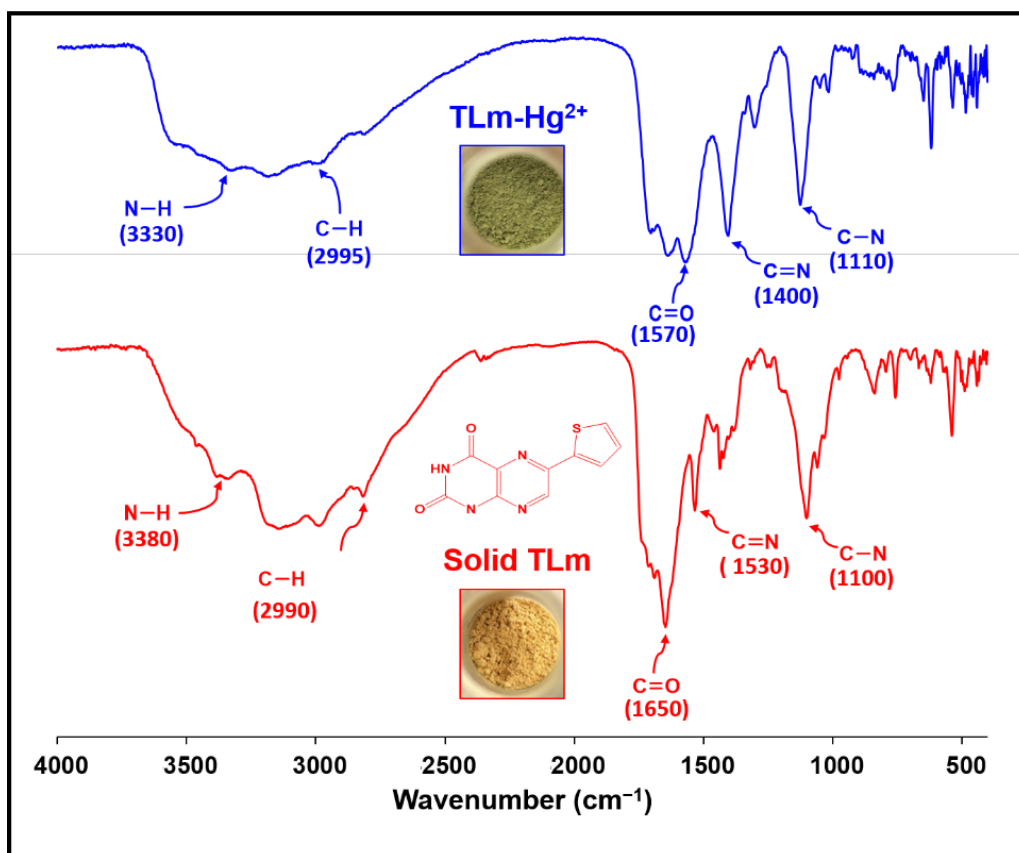 TLm-Hg²⁺
N–H
(3330)
C–H
(2995)
C=O
(1570)
C=N
(1400)
C–N
(1110)
O
N
S
NH
O
N
N
N–H
(3380)
C–H
(2990)
Solid TLm
C=O
(1650)
C=N
( 1530)
C–N
(1100)
4000 3500 3000 2500 2000 1500 1000 500
Wavenumber (cm⁻¹)